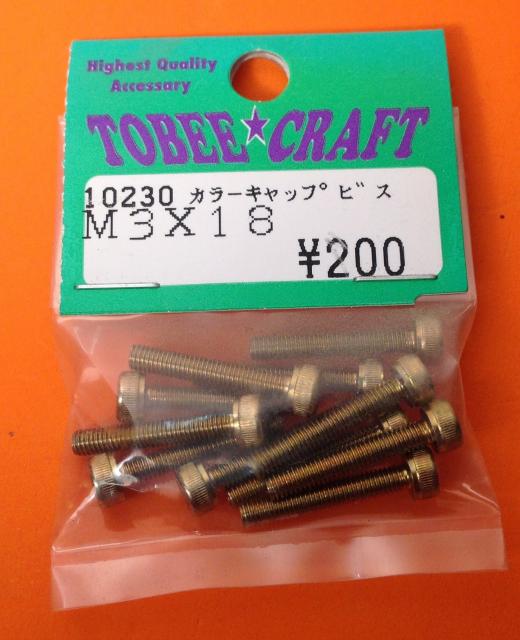 Highest Quality
Accessary
TOBEE★CRAFT
10230 カラーキャップビス
M3X18
¥200